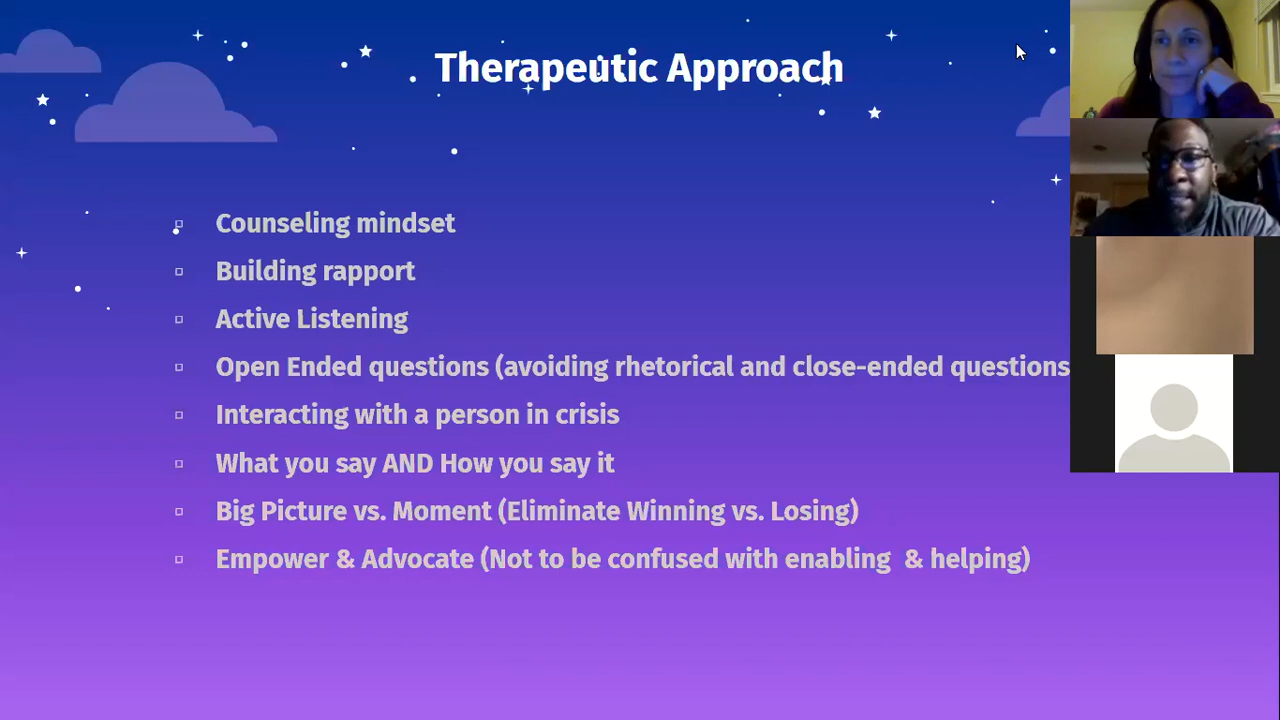 Therapeutic Approach
Counseling mindset
Building rapport
Active Listening
Open Ended questions (avoiding rhetorical and close-ended questions
Interacting with a person in crisis
What you say AND How you say it
Big Picture vs. Moment (Eliminate Winning vs. Losing)
Empower & Advocate (Not to be confused with enabling & helping)